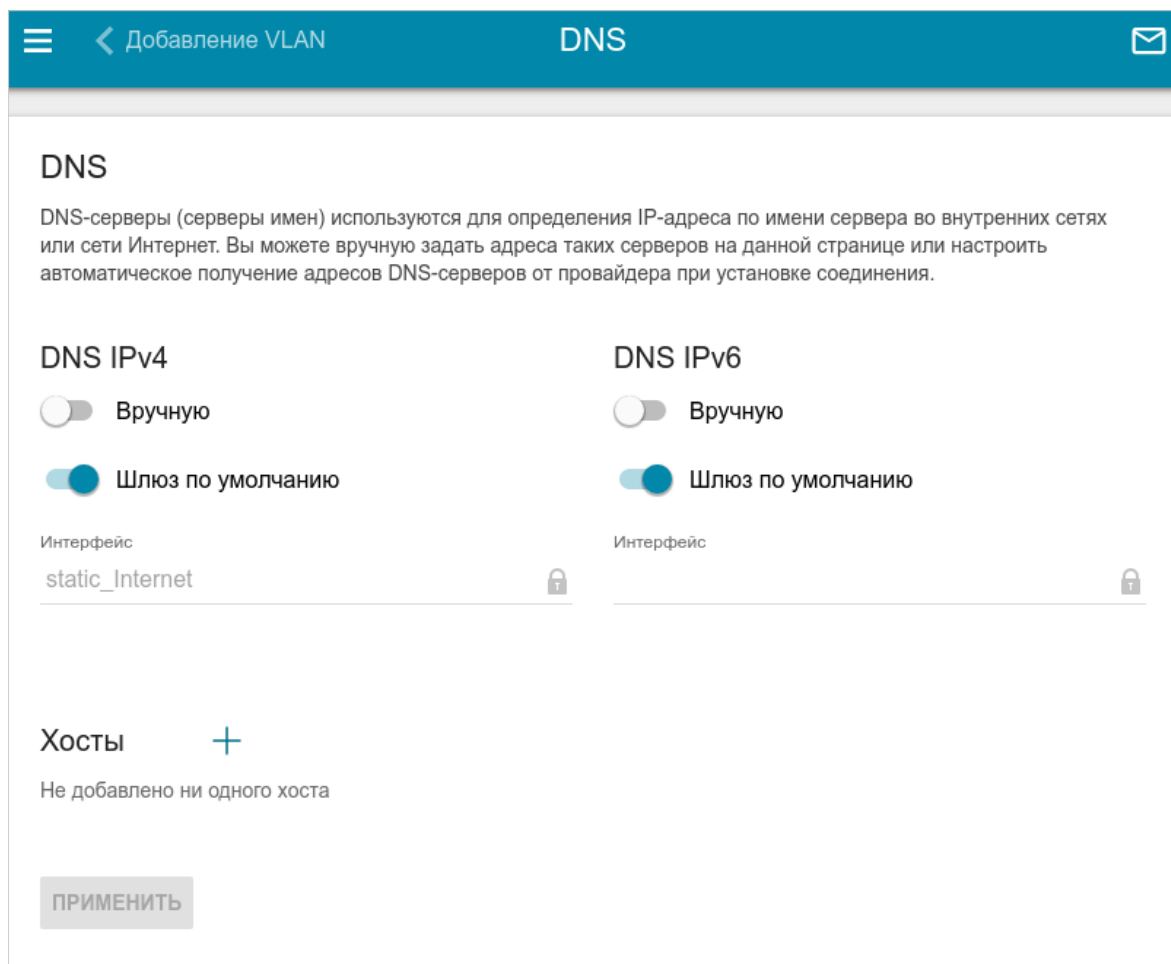 Добавление VLAN
DNS
DNS
DNS-серверы (серверы имен) используются для определения IP-адреса по имени сервера во внутренних сетях
или сети Интернет. Вы можете вручную задать адреса таких серверов на данной странице или настроить
автоматическое получение адресов DNS-серверов от провайдера при установке соединения.
DNS IPv4
Вручную
Шлюз по умолчанию
Интерфейс
static_Internet
DNS IPv6
Вручную
Шлюз по умолчанию
Интерфейс
Хосты
Не добавлено ни одного хоста
ПРИМЕНИТЬ